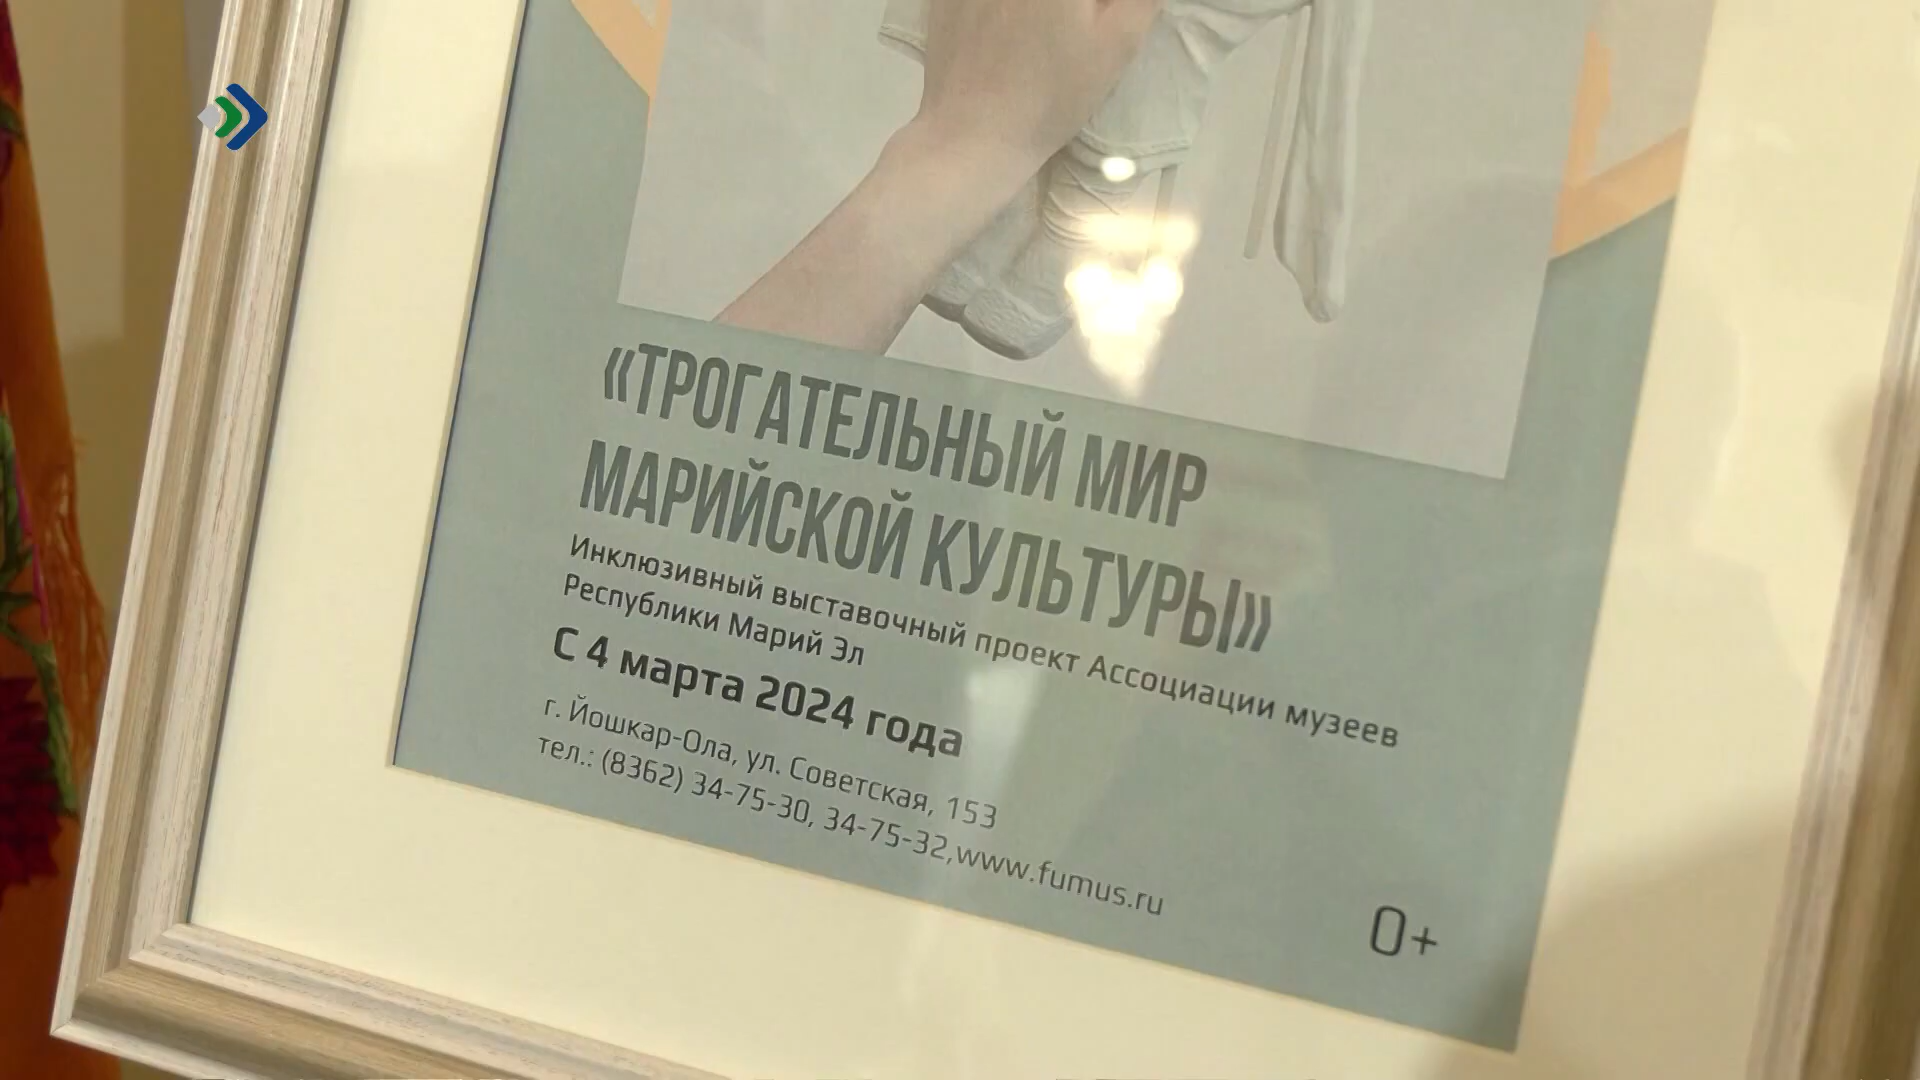 «ТРОГАТЕЛЬНЫЙ МИР
МАРИЙСКОЙ КУЛЬТУРЫ»
Инклюзивный выставочный проект Ассоциации музеев
Республики Марий Эл
С 4 марта 2024 года
г. Йошкар-Ола, ул. Советская, 153
тел.: (8362) 34-75-30, 34-75-32,www.fumus.ru
0+